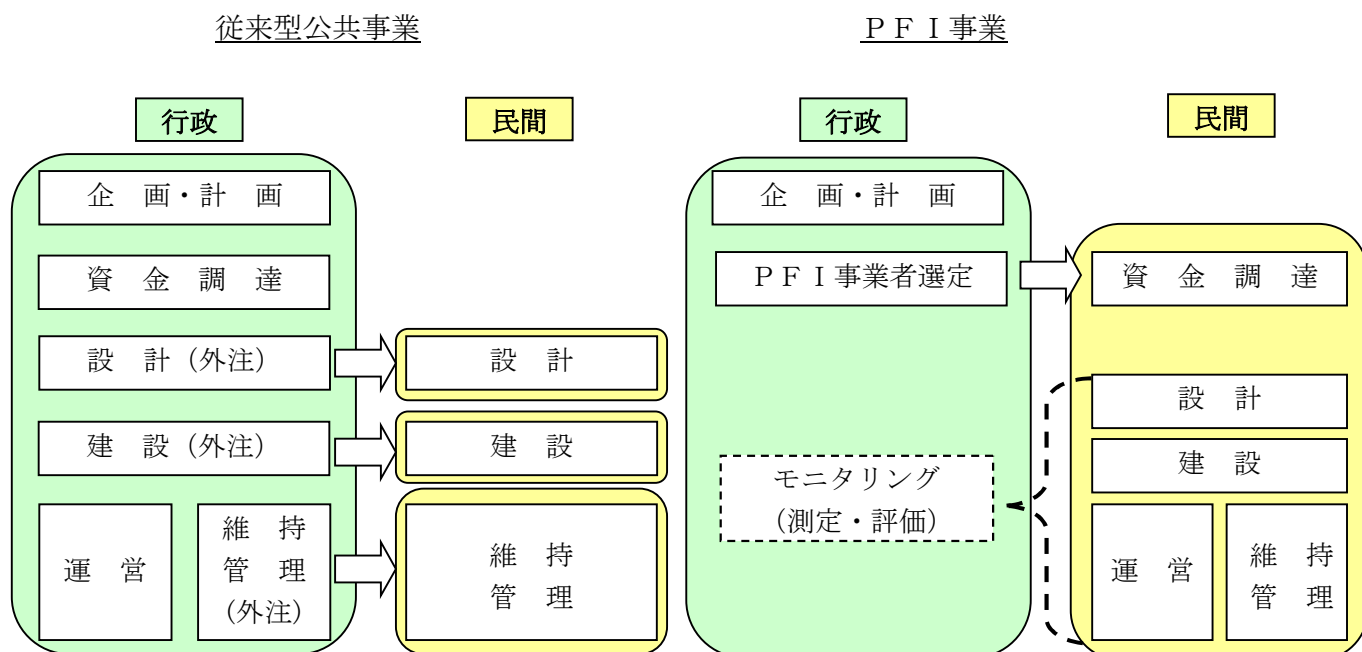 従来型公共事業
行政
民間
企 画・計 画
資 金 調 達
設 計（外注）
設 計
建 設（外注）
建 設
運 営
維 持
管 理
（外注）
維 持
管 理
ＰＦＩ事業
行政
民間
企 画・計 画
ＰＦＩ事業者選定
資 金 調 達
設 計
建 設
モニタリング
（測定・評価）
運 営
維 持
管 理